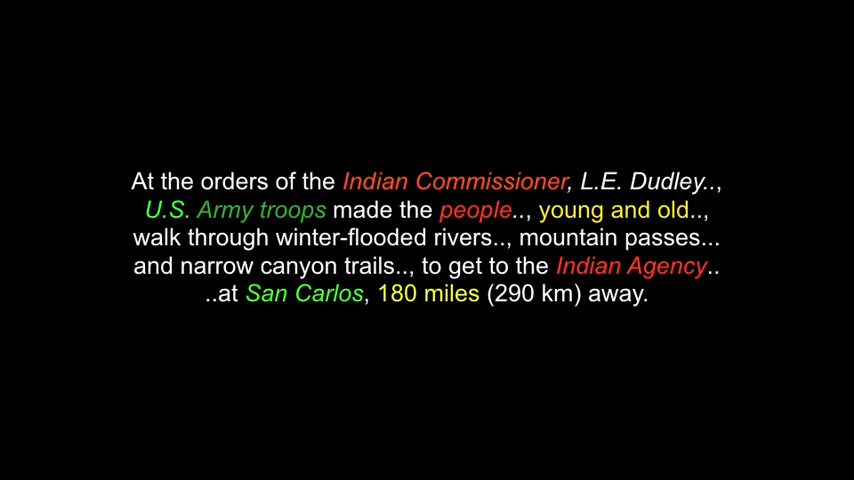 At the orders of the Indian Commissioner, L.E. Dudley..,
U.S. Army troops made the people.., young and old..,
walk through winter-flooded rivers.., mountain passes...
and narrow canyon trails.., to get to the Indian Agency..
..at San Carlos, 180 miles (290 km) away.